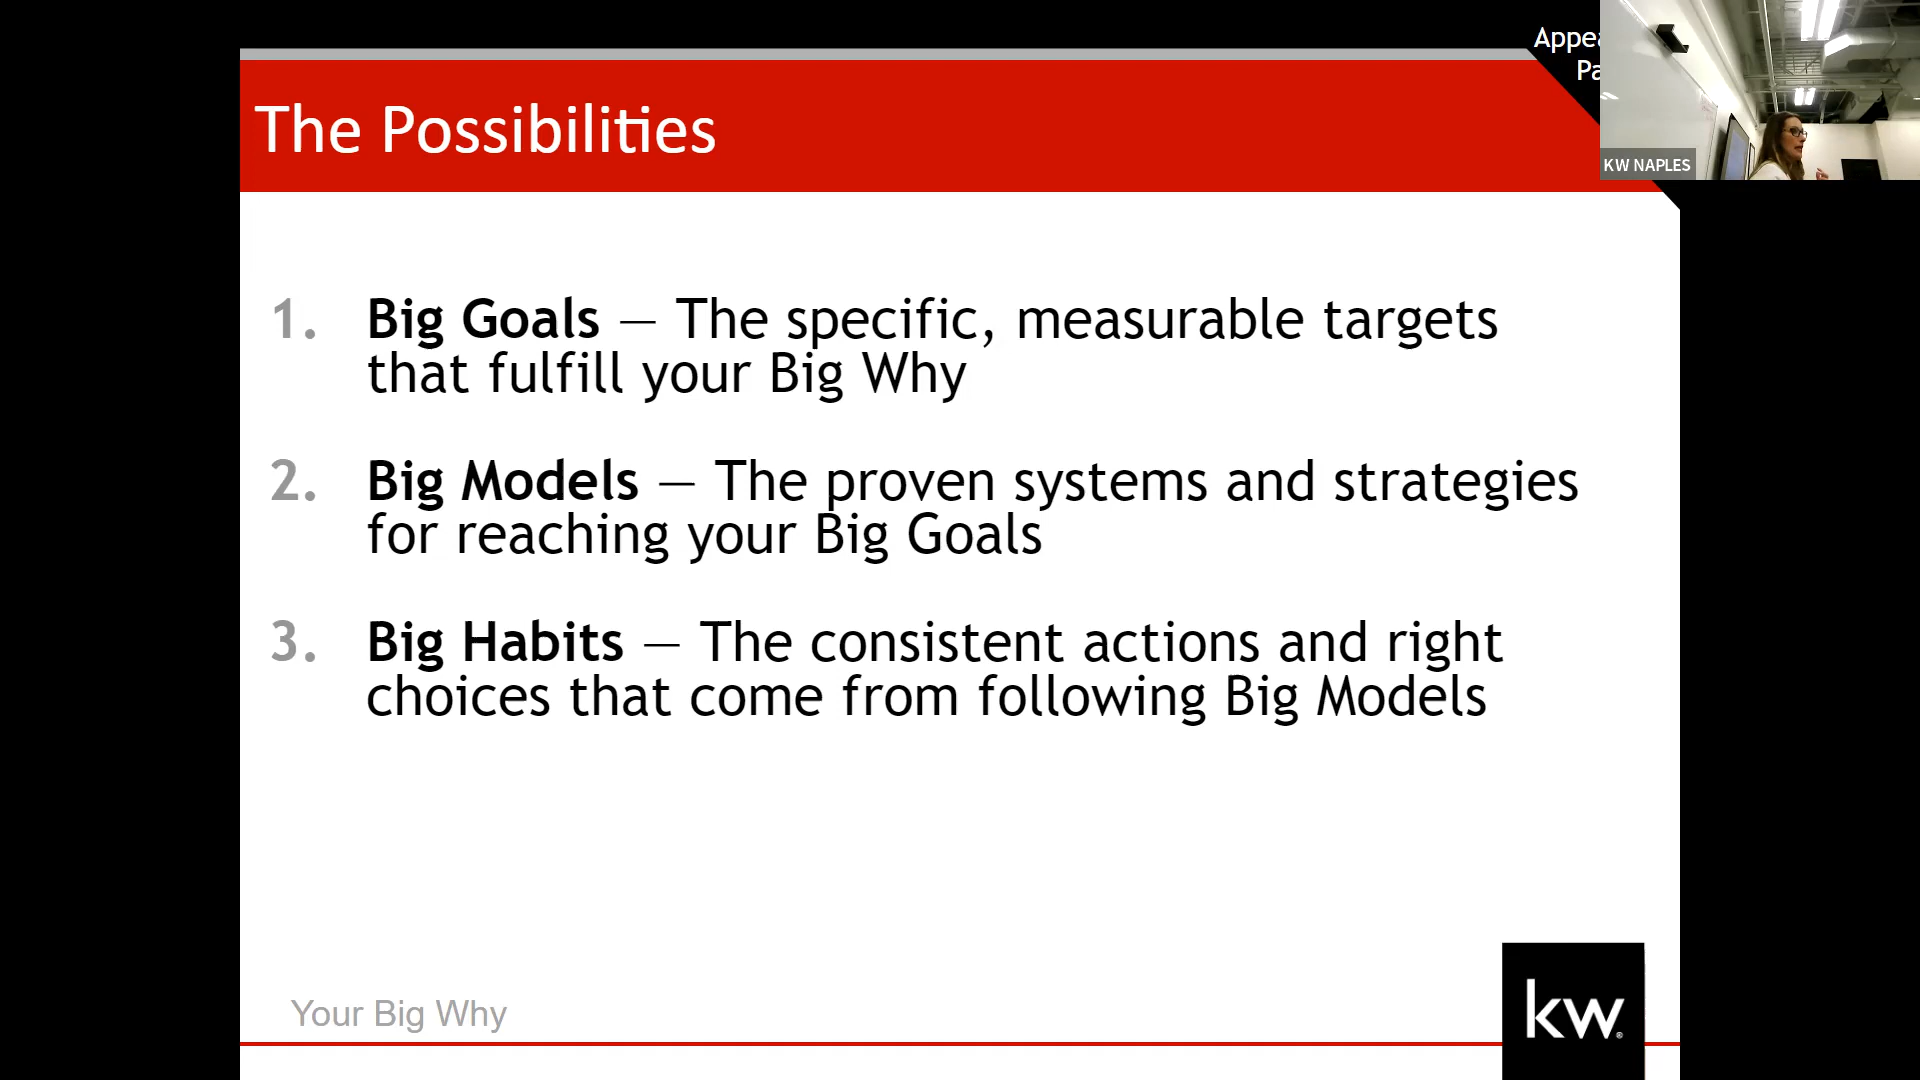 The Possibilities
KW NAPLES
1. Big Goals — The specific, measurable targets
that fulfill your Big Why
2. Big Models — The proven systems and strategies
for reaching your Big Goals
3. Big Habits — The consistent actions and right
choices that come from following Big Models
Your Big Why
kw®